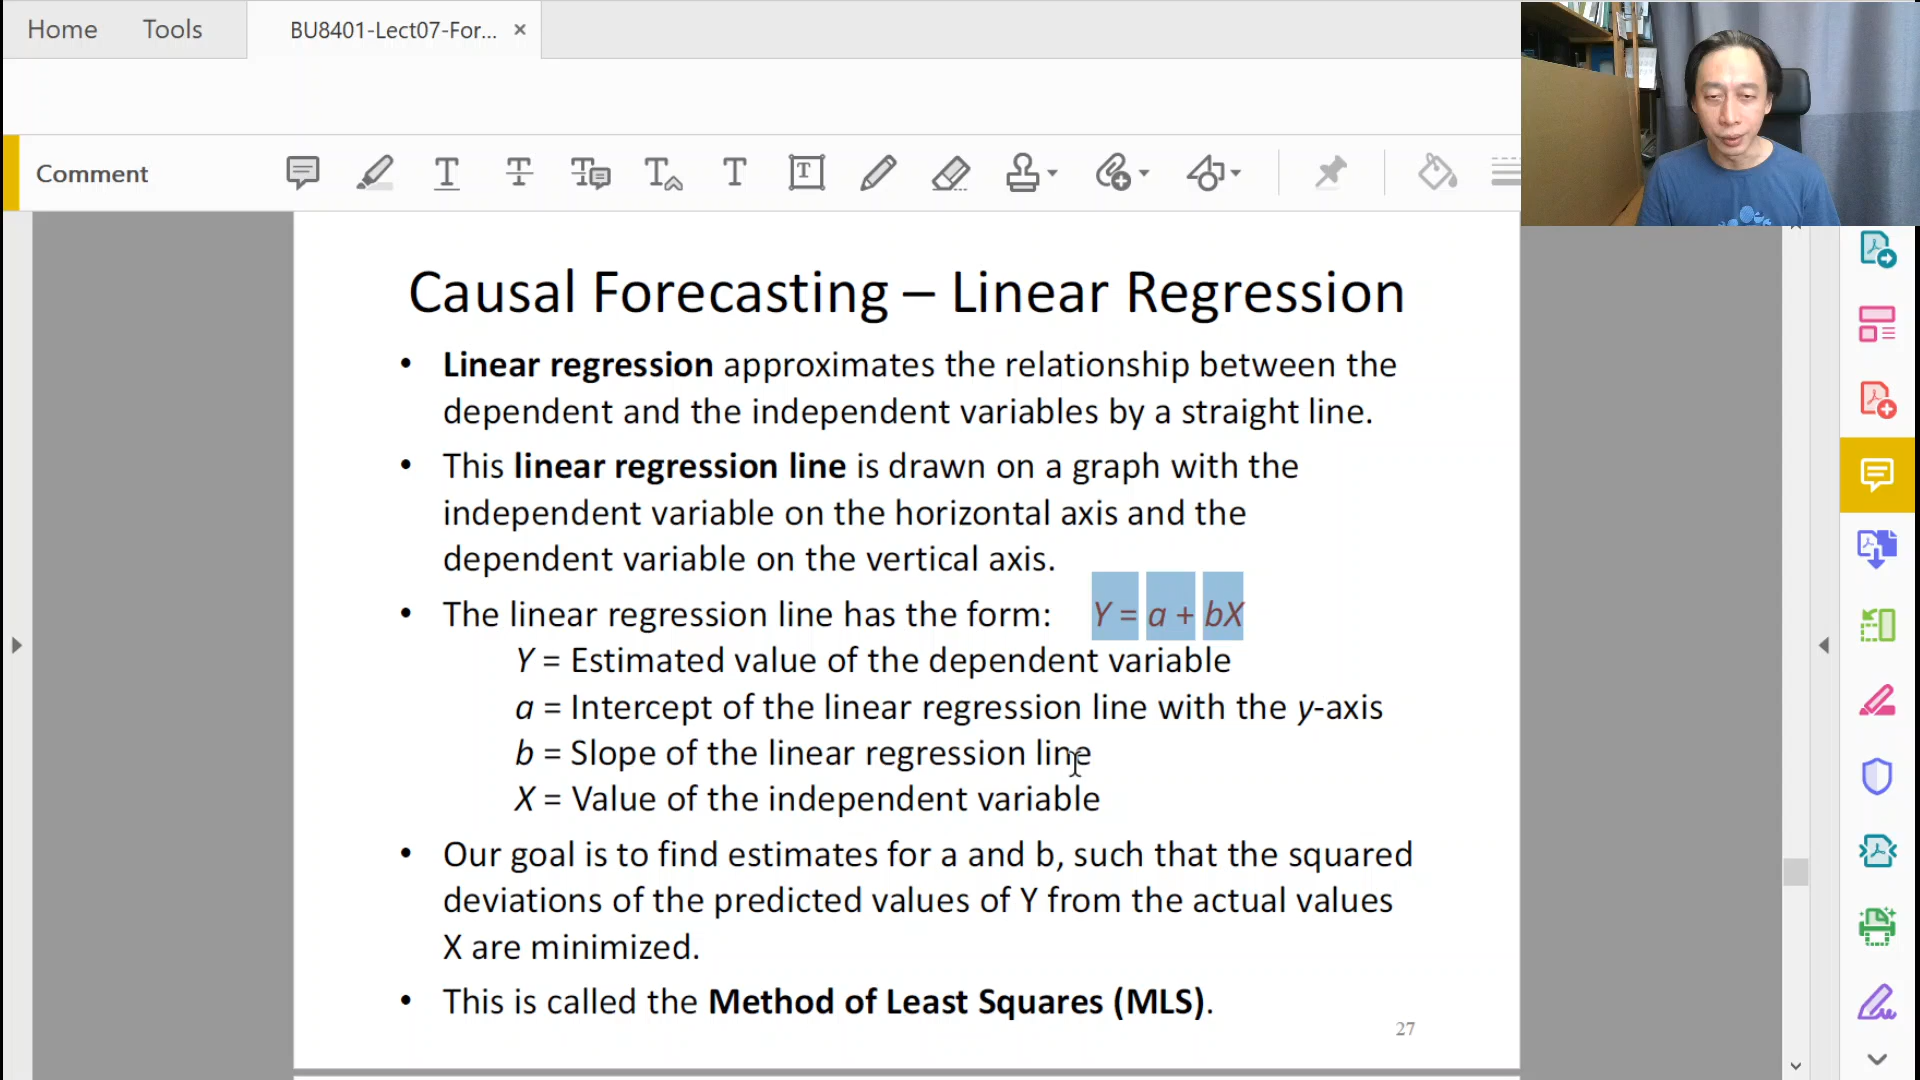 Home Tools BU8401-Lect07-For... ×
Comment
Causal Forecasting – Linear Regression
• Linear regression approximates the relationship between the
dependent and the independent variables by a straight line.
• This linear regression line is drawn on a graph with the
independent variable on the horizontal axis and the
dependent variable on the vertical axis.
• The linear regression line has the form: Y = a + bX
Y = Estimated value of the dependent variable
a = Intercept of the linear regression line with the y-axis
b = Slope of the linear regression line
X = Value of the independent variable
• Our goal is to find estimates for a and b, such that the squared
deviations of the predicted values of Y from the actual values
X are minimized.
• This is called the Method of Least Squares (MLS).
27